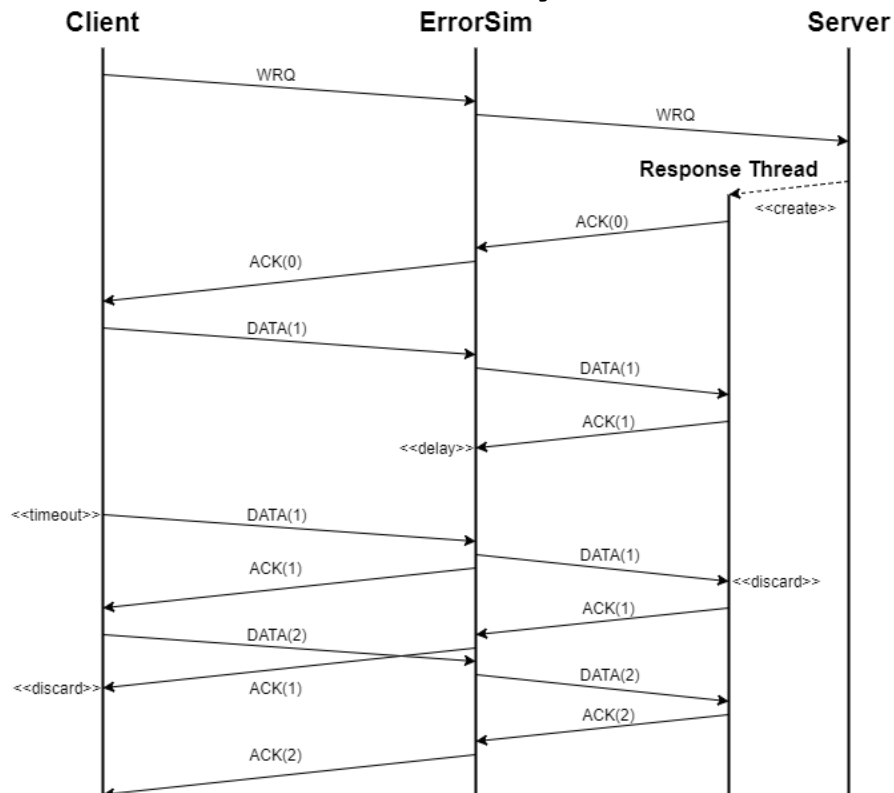 Client ErrorSim Server
WRQ
WRQ
Response Thread
<<create>>
ACK(0)
ACK(0)
DATA(1)
DATA(1)
ACK(1)
<<delay>>
<<timeout>>
DATA(1)
DATA(1)
ACK(1)
<<discard>>
ACK(1)
DATA(2)
DATA(2)
<<discard>>
ACK(1)
ACK(2)
ACK(2)